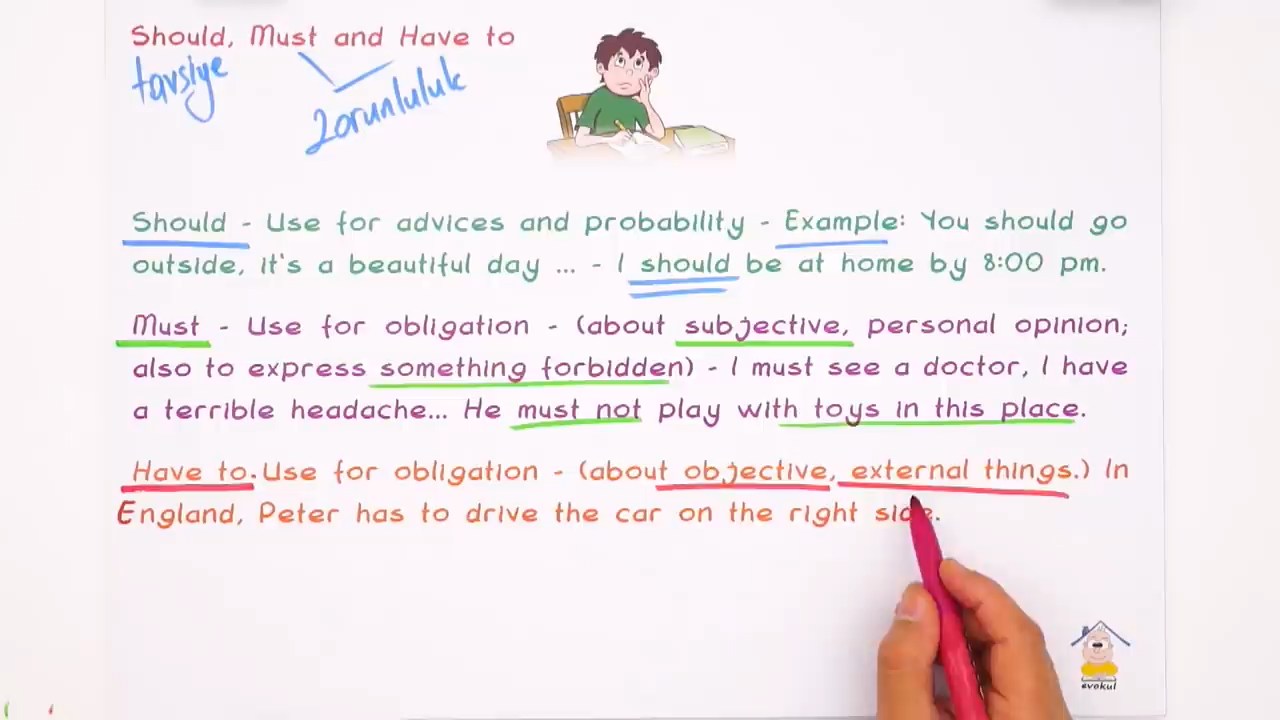 Should, Must and Have to
tavsiye
zorunluluk
Should - Use for advices and probability - Example: You should go
outside, it's a beautiful day ... - I should be at home by 8:00 pm.
Must - Use for obligation - (about subjective, personal opinion;
also to express something forbidden) - I must see a doctor, I have
a terrible headache... He must not play with toys in this place.
Have to. Use for obligation - (about objective, external things.) In
England, Peter has to drive the car on the right side.
evokul